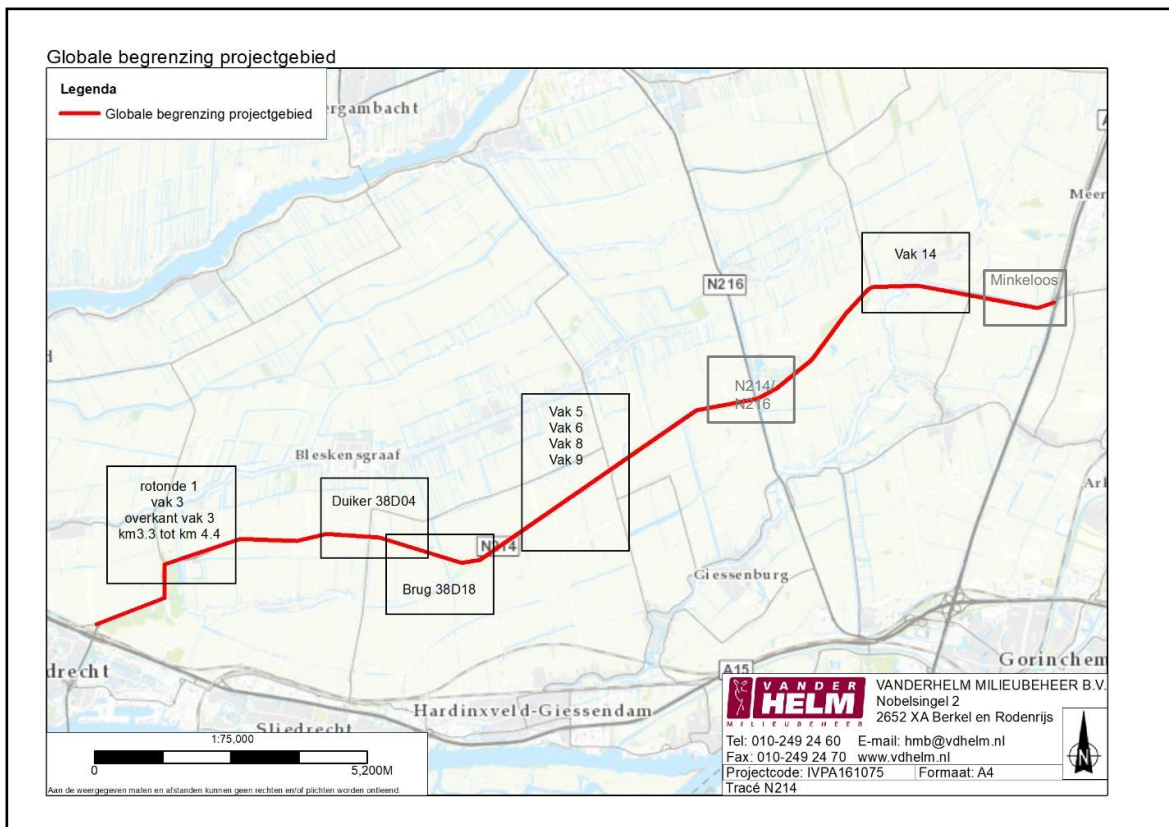 Globale begrenzing projectgebied
Legenda
Globale begrenzing projectgebied
ergambacht
A
Meer
Vak 14
Minkeloos
N216
N214/
N216
Vak 5
Vak 6
Vak 8
Vak 9
Bleskensgraaf
Ar
rotonde 1
vak 3
overkant vak 3
km3.3 tot km 4.4
Duiker 38D04
N214
Brug 38D18
Giessenburg
drecht
A15
Gorinchem
Hardinxveld-Giessendam
Sliedrecht
1:75,000
0
5,200M
Aan de weergegeven maten en afstanden kunnen geen rechten en/of plichten worden ontleend.
VANDER
HELM
MILIEUBEHEER
VANDERHELM MILIEUBEHEER B.V.
Nobelsingel 2
2652 XA Berkel en Rodenrijs
Tel: 010-249 24 60 E-mail: hmb@vdhelm.nl
Fax: 010-249 24 70 www.vdhelm.nl
Projectcode: IVPA161075 Formaat: A4
Tracé N214
N